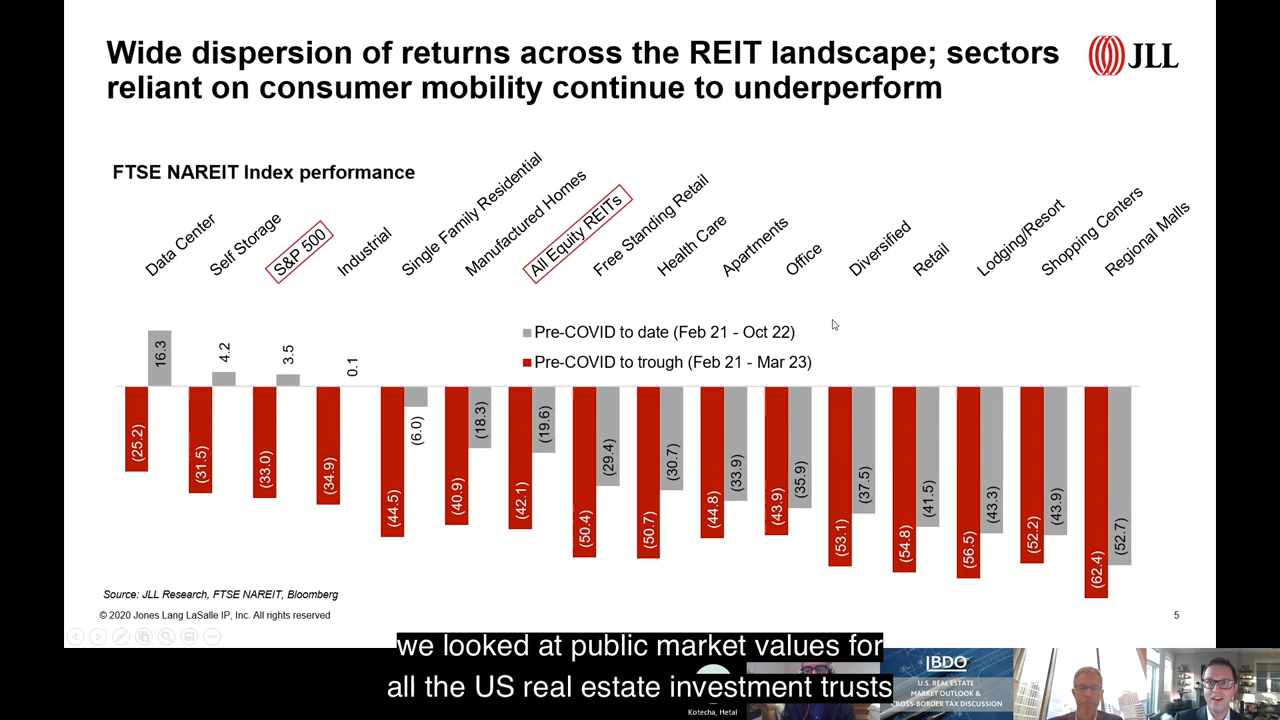 Wide dispersion of returns across the REIT landscape; sectors
reliant on consumer mobility continue to underperform
JLL
FTSE NAREIT Index performance
Data Center
Self Storage
S&P 500
Industrial
Single Family Residential
Manufactured Homes
All Equity REITs
Free Standing Retail
Health Care
Apartments
Office
Diversified
Retail
Lodging/Resort
Shopping Centers
Regional Malls
Pre-COVID to date (Feb 21 - Oct 22)
Pre-COVID to trough (Feb 21 - Mar 23)
(25.2) 16.3
(31.5) 4.2
(33.0) 3.5
(34.9) 0.1
(44.5) (6.0)
(40.9) (18.3)
(42.1) (19.6)
(50.4) (29.4)
(50.7) (30.7)
(44.8) (33.9)
(43.9) (35.9)
(53.1) (37.5)
(54.8) (41.5)
(56.5) (43.3)
(52.2) (43.9)
(62.4) (52.7)
Source: JLL Research, FTSE NAREIT, Bloomberg
© 2020 Jones Lang LaSalle IP, Inc. All rights reserved
5
we looked at public market values for
all the US real estate investment trusts
Kotecha, Hetal
BDO
U.S. REAL ESTATE
MARKET OUTLOOK &
CROSS-BORDER TAX DISCUSSION